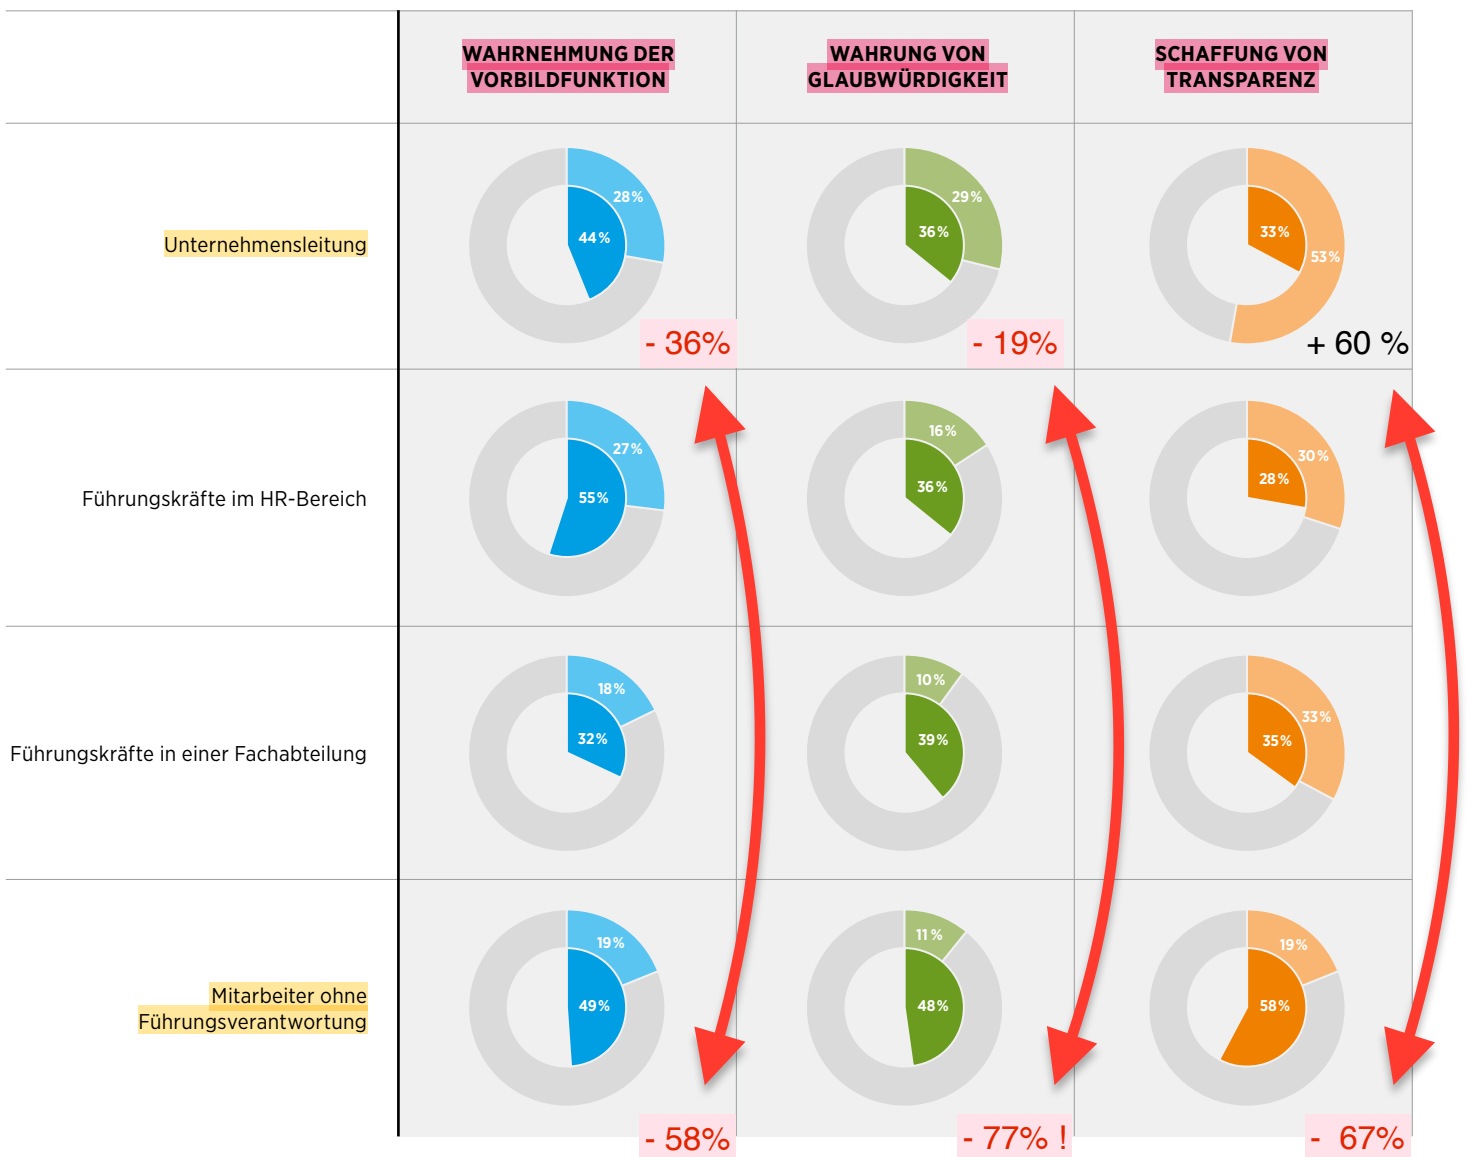 WAHRNEHMUNG DER
VORBILDFUNKTION
WAHRUNG VON
GLAUBWÜRDIGKEIT
SCHAFFUNG VON
TRANSPARENZ
Unternehmensleitung
28%
44%
29%
36%
33%
53%
- 36%
- 19%
+ 60 %
Führungskräfte im HR-Bereich
27%
55%
16%
36%
30%
28%
Führungskräfte in einer Fachabteilung
18%
32%
10%
39%
33%
35%
Mitarbeiter ohne
Führungsverantwortung
19%
49%
11%
48%
19%
58%
- 58%
- 77% !
- 67%